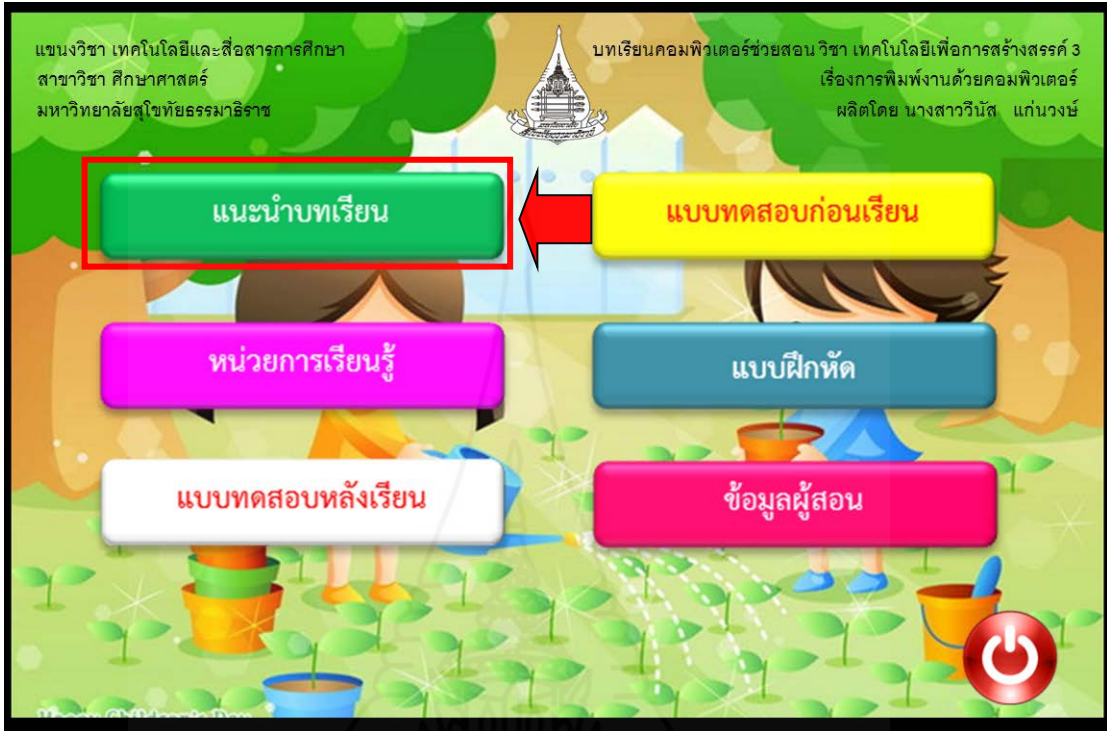 แขนงวิชา เทคโนโลยีและสื่อสารการศึกษา
สาขาวิชา ศึกษาศาสตร์
มหาวิทยาลัยสุโขทัยธรรมาธิราช
บทเรียนคอมพิวเตอร์ช่วยสอน วิชา เทคโนโลยีเพื่อการสร้างสรรค์ 3
เรื่องการพิมพ์งานด้วยคอมพิวเตอร์
ผลิตโดย นางสาววีนัส แก่นวงษ์
แนะนำบทเรียน
แบบทดสอบก่อนเรียน
หน่วยการเรียนรู้
แบบฝึกหัด
แบบทดสอบหลังเรียน
ข้อมูลผู้สอน
Happy Children's Day